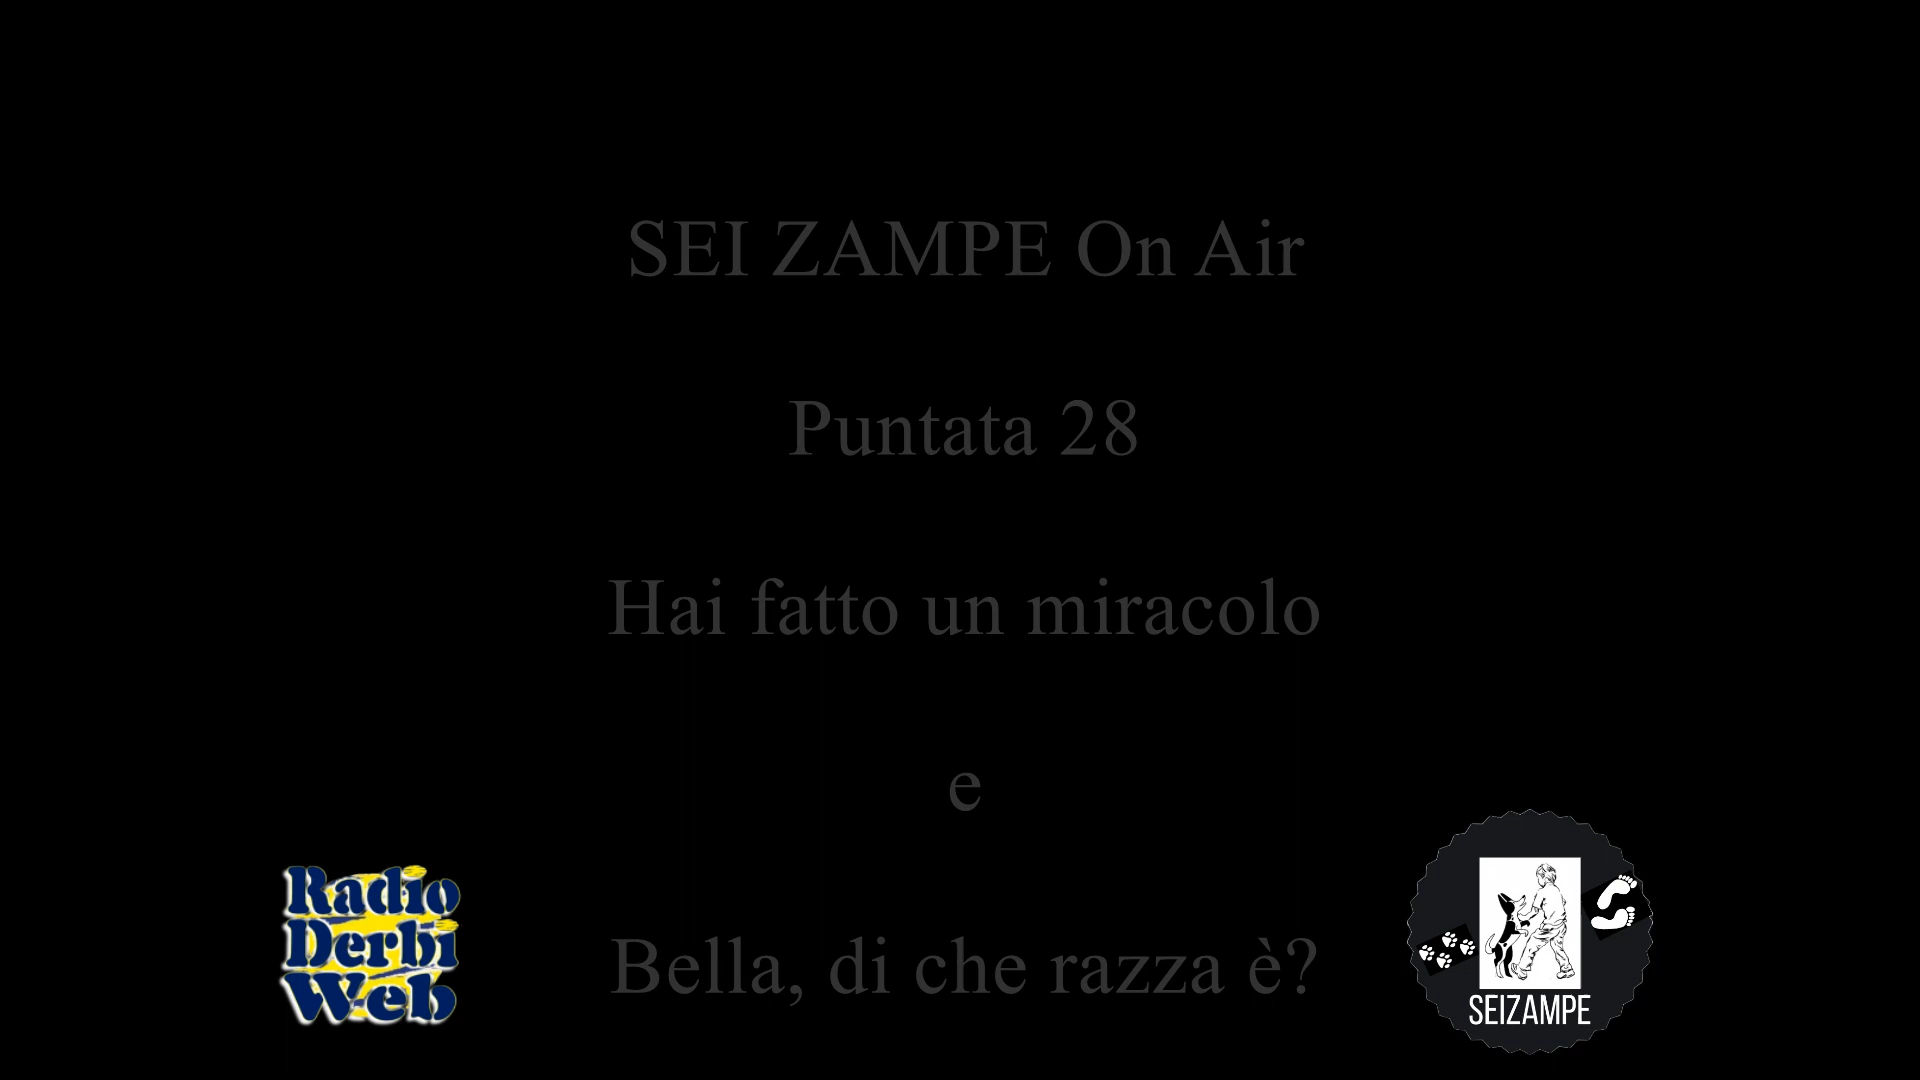 SEI ZAMPE On Air
Puntata 28
Hai fatto un miracolo
e
Bella, di che razza è?
Radio
Derbi
Web
SEIZAMPE